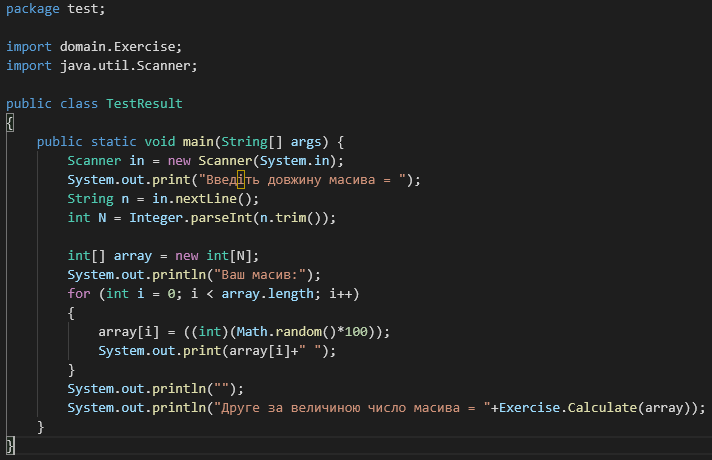 package test;
import domain.Exercise;
import java.util.Scanner;
public class TestResult
{
public static void main(String[] args) {
Scanner in = new Scanner(System.in);
System.out.print("Введiть довжину масива = ");
String n = in.nextLine();
int N = Integer.parseInt(n.trim());
int[] array = new int[N];
System.out.println("Ваш масив:");
for (int i = 0; i < array.length; i++)
{
array[i] = ((int)(Math.random()*100));
System.out.print(array[i]+" ");
}
System.out.println("");
System.out.println("Друге за величиною число масива = "+Exercise.Calculate(array));
}
}